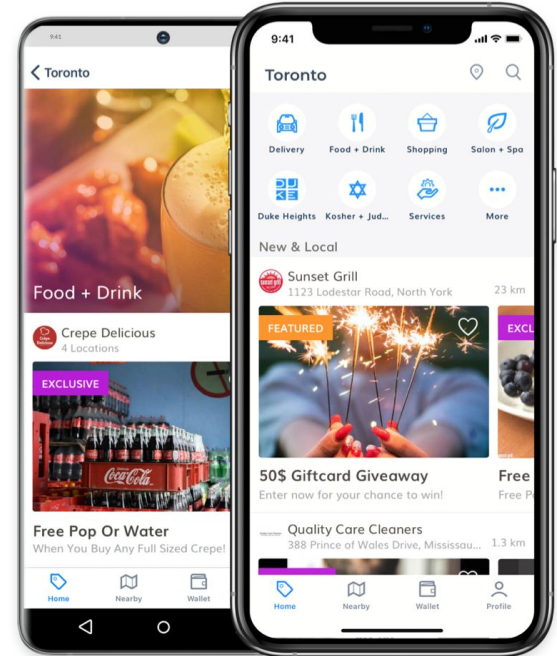 9:41
Toronto
Food + Drink
Crepe Delicious
4 Locations
EXCLUSIVE
Coca-Cola
Free Pop Or Water
When You Buy Any Full Sized Crepe!
Home
Nearby
Wallet
9:41
Toronto
Delivery
Food + Drink
Shopping
Salon + Spa
DUKE
Duke Heights
Kosher + Jud...
Services
More
New & Local
sunset grill
Sunset Grill
1123 Lodestar Road, North York
23 km
FEATURED
EXCL
50$ Giftcard Giveaway
Enter now for your chance to win!
Free
Free P
Quality Care Cleaners
388 Prince of Wales Drive, Mississau...
1.3 km
Home
Nearby
Wallet
Profile